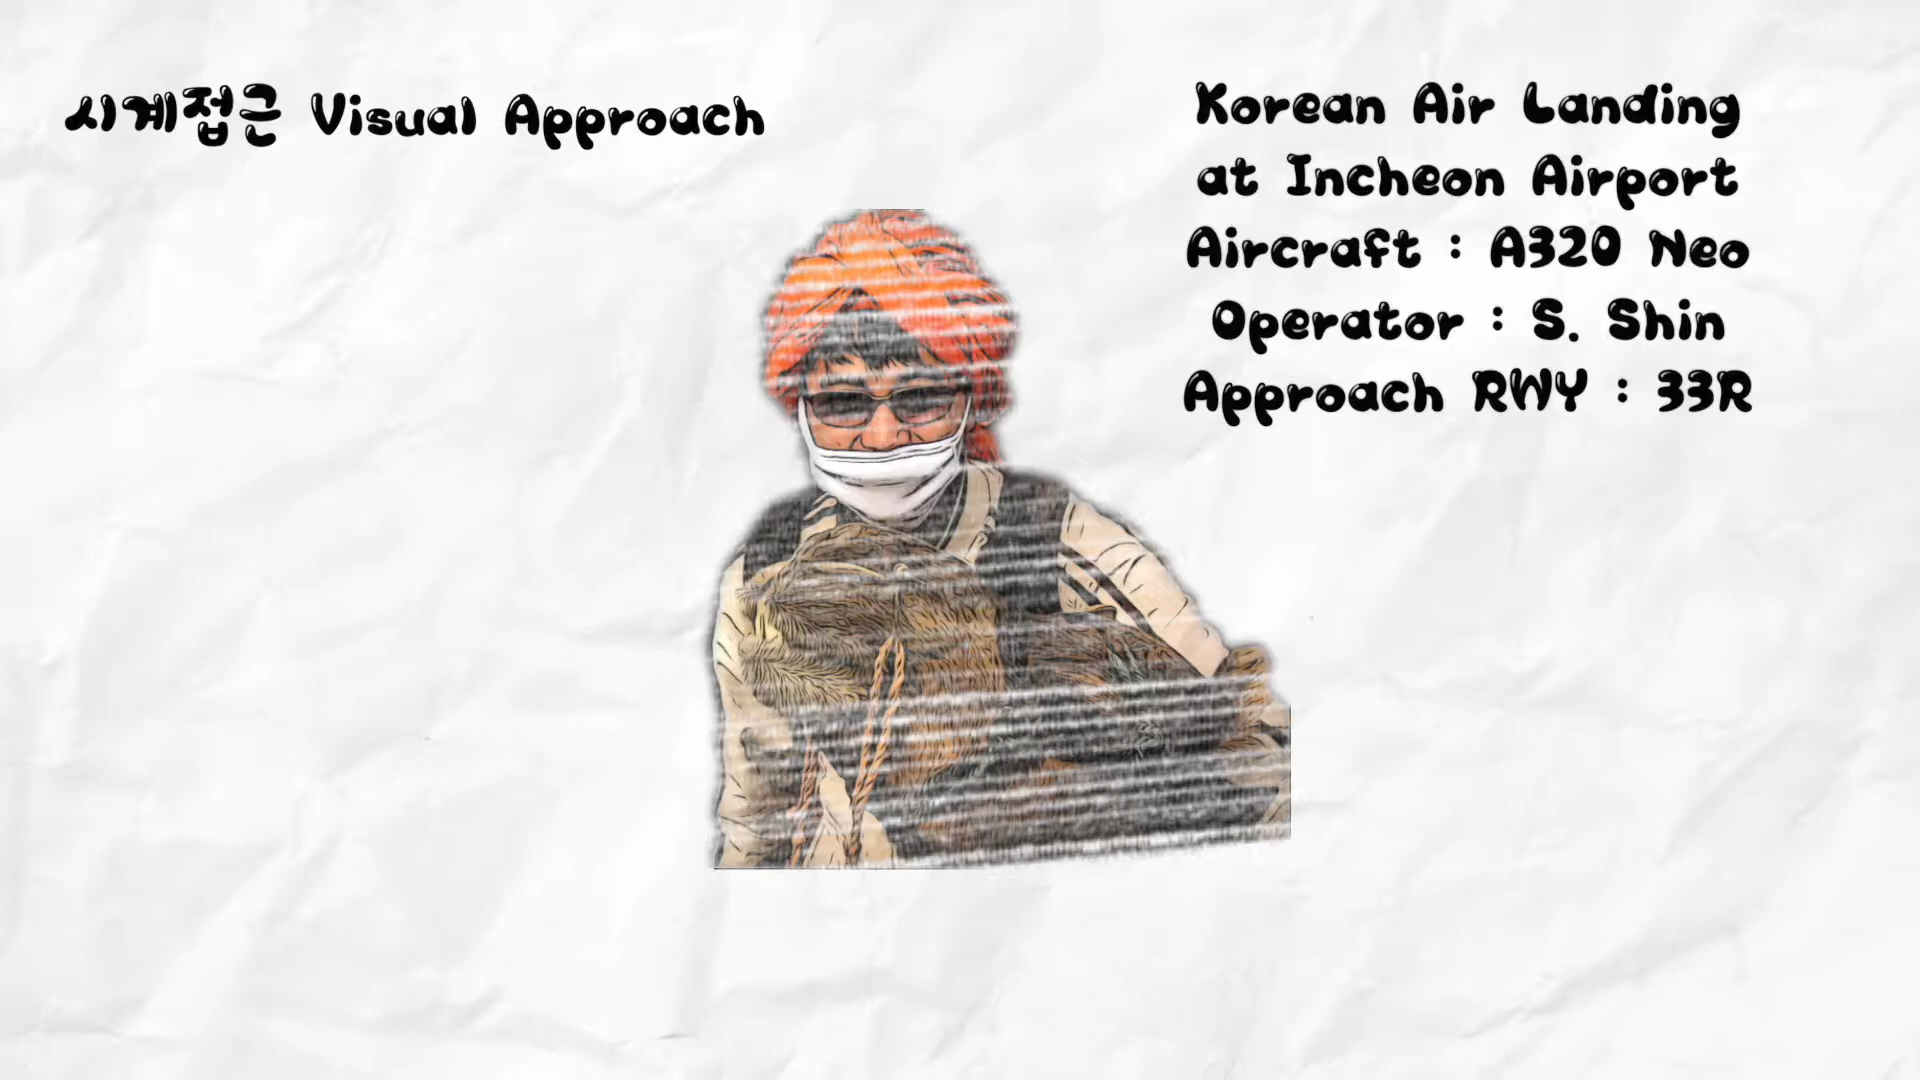 시계접근 Visual Approach
Korean Air Landing
at Incheon Airport
Aircraft : A320 Neo
Operator : S. Shin
Approach RWY : 33R